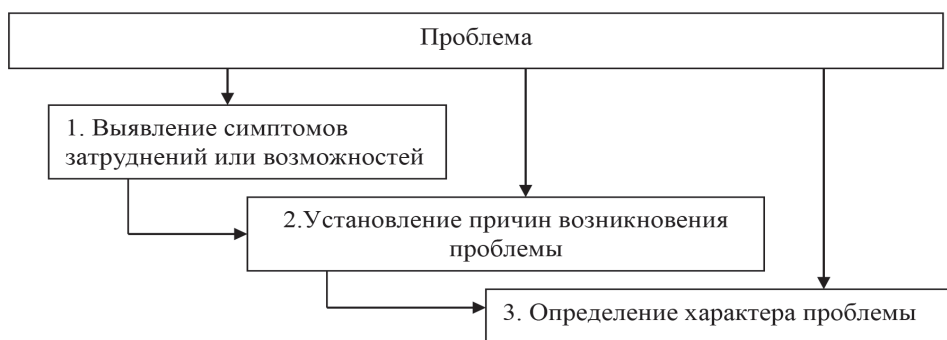 Проблема
1. Выявление симптомов
затруднений или возможностей
2.Установление причин возникновения
проблемы
3. Определение характера проблемы